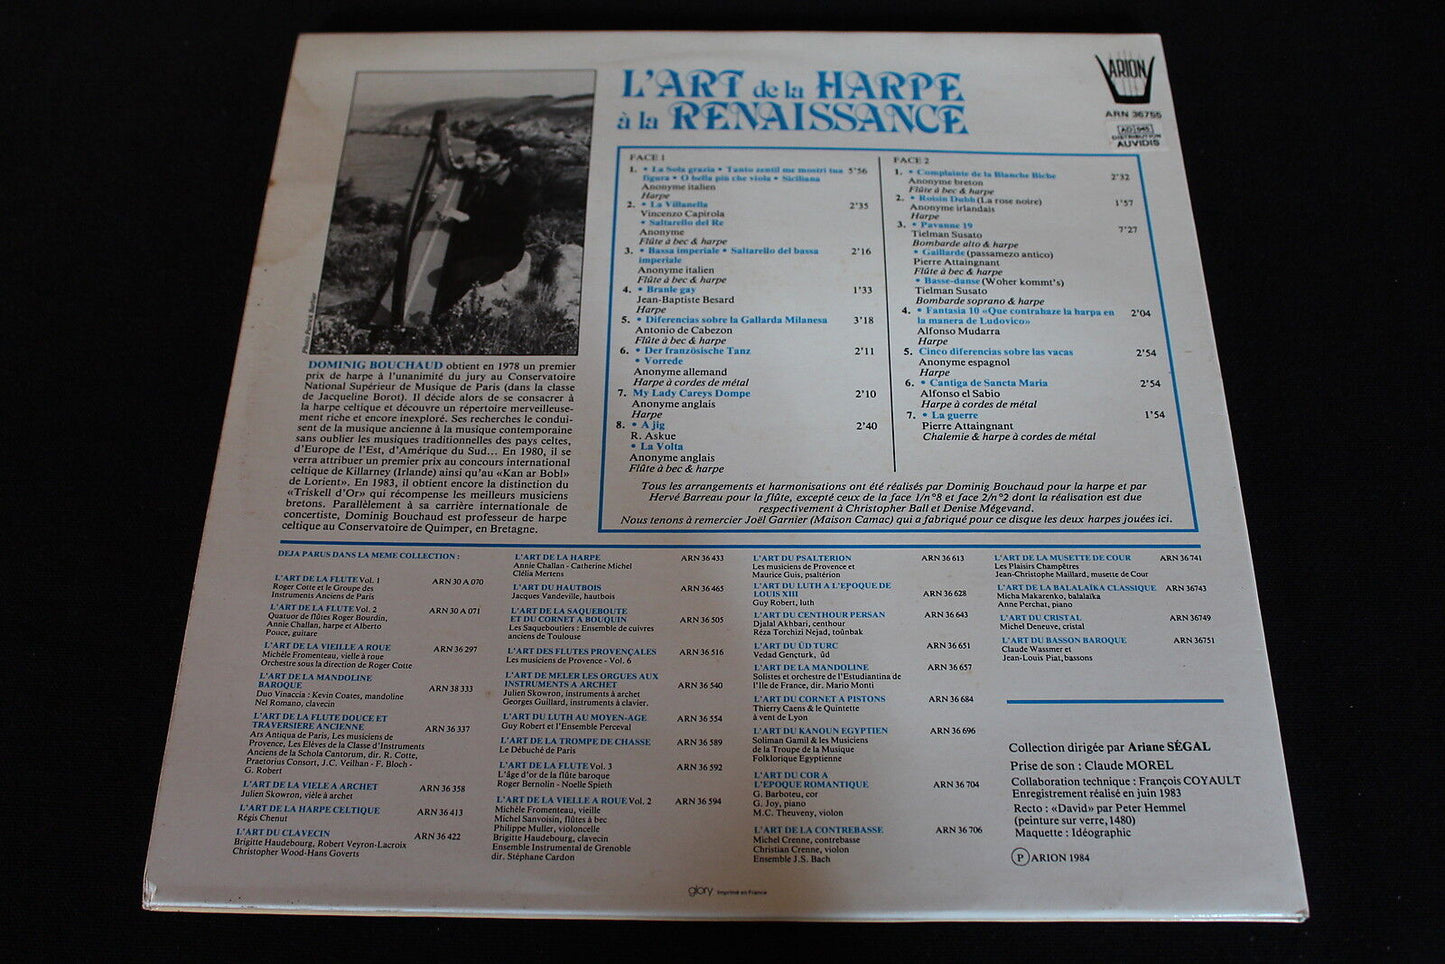 L'ART de la HARPE
à la RENAISSANCE
ARION
ARN 36755
AD 045
DISTRIBUTION
AUVIDIS
DOMINIG BOUCHAUD obtient en 1978 un premier
prix de harpe à l'unanimité du jury au Conservatoire
National Supérieur de Musique de Paris (dans la classe
de Jacqueline Borot). Il décide alors de se consacrer à
la harpe celtique et découvre un répertoire merveilleuse-
ment riche et encore inexploré. Ses recherches le condui-
sent de la musique ancienne à la musique contemporaine
sans oublier les musiques traditionnelles des pays celtes,
d'Europe de l'Est, d'Amérique du Sud... En 1980, il se
verra attribuer un premier prix au concours international
celtique de Killarney (Irlande) ainsi qu'au «Kan ar Bobl»
de Lorient». En 1983, il obtient encore la distinction du
«Triskell d'Or» qui récompense les meilleurs musiciens
bretons. Parallèlement à sa carrière internationale de
concertiste, Dominig Bouchaud est professeur de harpe
celtique au Conservatoire de Quimper, en Bretagne.
FACE 1
1. • La Sola grazia • Tanto zentil me mostri tua 5'56
figura • O bella più che viola • Siciliana
Anonyme italien
Harpe
2. • La Villanella 2'35
Vincenzo Capirola
• Saltarello del Re
Anonyme
Flûte à bec & harpe
3. • Bassa imperiale • Saltarello del bassa 2'16
imperiale
Anonyme italien
Flûte à bec & harpe
4. • Branle gay 1'33
Jean-Baptiste Besard
Harpe
5. • Diferencias sobre la Gallarda Milanesa 3'18
Antonio de Cabezon
Flûte à bec & harpe
6. • Der französische Tanz 2'11
• Vorrede
Anonyme allemand
Harpe à cordes de métal
7. My Lady Careys Dompe 2'10
Anonyme anglais
Harpe
8. • A jig 2'40
R. Askue
• La Volta
Anonyme anglais
Flûte à bec & harpe
FACE 2
1. • Complainte de la Blanche Biche 2'32
Anonyme breton
Flûte à bec & harpe
2. • Roisin Dubh (La rose noire) 1'57
Anonyme irlandais
Harpe
3. • Pavanne 19 7'27
Tielman Susato
Bombarde alto & harpe
• Gaillarde (passamezo antico)
Pierre Attaingnant
Flûte à bec & harpe
• Basse-danse (Woher kommt's)
Tielman Susato
Bombarde soprano & harpe
4. • Fantasia 10 «Que contrahaze la harpa en 2'04
la manera de Ludovico»
Alfonso Mudarra
Harpe
5. Cinco diferencias sobre las vacas 2'54
Anonyme espagnol
Harpe
6. • Cantiga de Sancta Maria 2'54
Alfonso el Sabio
Harpe à cordes de métal
7. • La guerre 1'54
Pierre Attaingnant
Chalemie & harpe à cordes de métal
Tous les arrangements et harmonisations ont été réalisés par Dominig Bouchaud pour la harpe et par
Hervé Barreau pour la flûte, excepté ceux de la face 1/n°8 et face 2/n°2 dont la réalisation est due
respectivement à Christopher Ball et Denise Mégevand.
Nous tenons à remercier Joël Garnier (Maison Camac) qui a fabriqué pour ce disque les deux harpes jouées ici.
DEJA PARUS DANS LA MEME COLLECTION :
L'ART DE LA FLUTE Vol. 1 ARN 30 A 070
Roger Cotte et le Groupe des
Instruments Anciens de Paris
L'ART DE LA FLUTE Vol. 2 ARN 30 A 071
Quatuor de flûtes Roger Bourdin,
Annie Challan, harpe et Alberto
Ponce, guitare
L'ART DE LA VIELLE A ROUE ARN 36 297
Michèle Fromenteau, vielle à roue
Orchestre sous la direction de Roger Cotte
L'ART DE LA MANDOLINE
BAROQUE ARN 38 333
Duo Vinaccia : Kevin Coates, mandoline
Nel Romano, clavecin
L'ART DE LA FLUTE DOUCE ET
TRAVERSIERE ANCIENNE ARN 36 337
Ars Antiqua de Paris, Les musiciens de
Provence, Les Elèves de la Classe d'Instruments
Anciens de la Schola Cantorum, dir. R. Cotte,
Praetorius Consort, J.C. Veilhan - F. Bloch -
G. Robert
L'ART DE LA VIELE A ARCHET ARN 36 358
Julien Skowron, vièle à archet
L'ART DE LA HARPE CELTIQUE ARN 36 413
Régis Chenut
L'ART DU CLAVECIN ARN 36 422
Brigitte Haudebourg, Robert Veyron-Lacroix
Christopher Wood-Hans Goverts
L'ART DE LA HARPE ARN 36 433
Annie Challan - Catherine Michel
Clélia Mertens
L'ART DU HAUTBOIS ARN 36 465
Jacques Vandeville, hautbois
L'ART DE LA SAQUEBOUTE
ET DU CORNET A BOUQUIN ARN 36 505
Les Saqueboutiers : Ensemble de cuivres
anciens de Toulouse
L'ART DES FLUTES PROVENÇALES ARN 36 516
Les musiciens de Provence - Vol. 6
L'ART DE MELER LES ORGUES AUX
INSTRUMENTS A ARCHET ARN 36 540
Julien Skowron, instruments à archet
Georges Guillard, instruments à clavier.
L'ART DU LUTH AU MOYEN-AGE ARN 36 554
Guy Robert et l'Ensemble Perceval
L'ART DE LA TROMPE DE CHASSE ARN 36 589
Le Débuché de Paris
L'ART DE LA FLUTE Vol. 3 ARN 36 592
L'âge d'or de la flûte baroque
Roger Bernolin - Noelle Spieth
L'ART DE LA VIELLE A ROUE Vol. 2 ARN 36 594
Michèle Fromenteau, vieille
Michel Sanvoisin, flûtes à bec
Philippe Muller, violoncelle
Brigitte Haudebourg, clavecin
Ensemble Instrumental de Grenoble
dir. Stéphane Cardon
L'ART DU PSALTERION ARN 36 613
Les musiciens de Provence et
Maurice Guis, psaltérion
L'ART DU LUTH A L'EPOQUE DE
LOUIS XIII ARN 36 628
Guy Robert, luth
L'ART DU CENTHOUR PERSAN ARN 36 643
Djalal Akhbari, centhour
Réza Torchizi Nejad, toûnbak
L'ART DU ÛD TURC ARN 36 651
Vedad Gençturk, ûd
L'ART DE LA MANDOLINE ARN 36 657
Solistes et orchestre de l'Estudiantina de
l'Ile de France, dir. Mario Monti
L'ART DU CORNET A PISTONS ARN 36 684
Thierry Caens & le Quintette
à vent de Lyon
L'ART DU KANOUN EGYPTIEN ARN 36 696
Soliman Gamil & les Musiciens
de la Troupe de la Musique
Folklorique Egyptienne
L'ART DU COR A
L'EPOQUE ROMANTIQUE ARN 36 704
G. Barboteu, cor
G. Joy, piano
M.C. Theuveny, violon
L'ART DE LA CONTREBASSE ARN 36 706
Michel Crenne, contrebasse
Christian Crenne, violon
Ensemble J.S. Bach
L'ART DE LA MUSETTE DE COUR ARN 36 741
Les Plaisirs Champêtres
Jean-Christophe Maillard, musette de Cour
L'ART DE LA BALALAÏKA CLASSIQUE ARN 36743
Micha Makarenko, balalaïka
Anne Perchat, piano
L'ART DU CRISTAL ARN 36749
Michel Deneuve, cristal
L'ART DU BASSON BAROQUE ARN 36751
Claude Wassmer et
Jean-Louis Fiat, bassons
Collection dirigée par Ariane SÉGAL
Prise de son : Claude MOREL
Collaboration technique : François COYAULT
Enregistrement réalisé en juin 1983
Recto : «David» par Peter Hemmel
(peinture sur verre, 1480)
Maquette : Idéographic
Ⓟ ARION 1984
glory Imprimé en France